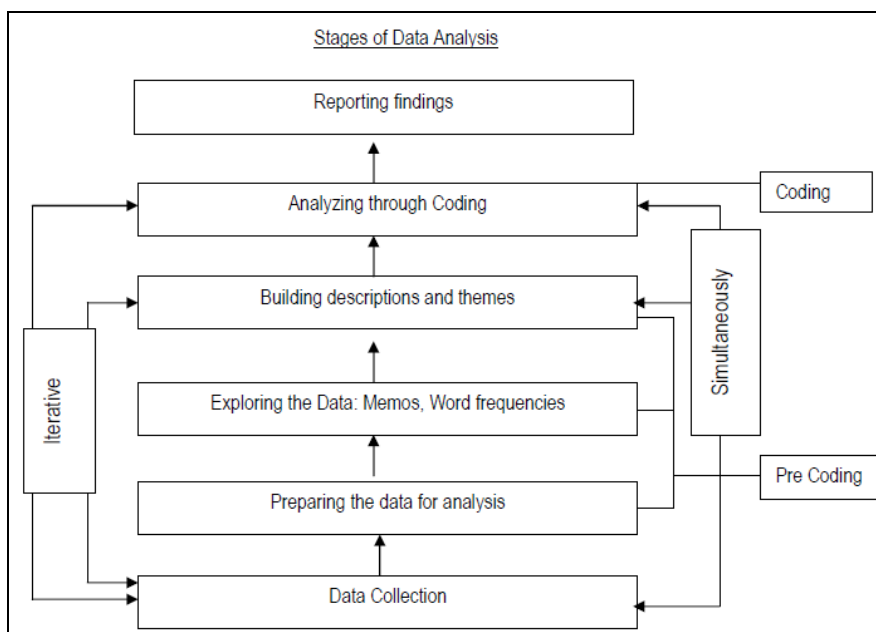 Stages of Data Analysis
Reporting findings
Analyzing through Coding
Coding
Building descriptions and themes
Simultaneously
Iterative
Exploring the Data: Memos, Word frequencies
Pre Coding
Preparing the data for analysis
Data Collection